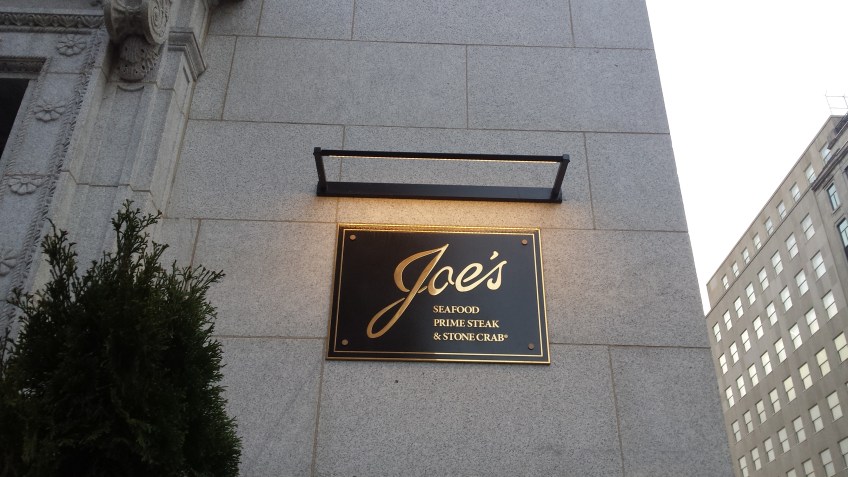 Joe's
SEAFOOD
PRIME STEAK
& STONE CRAB®